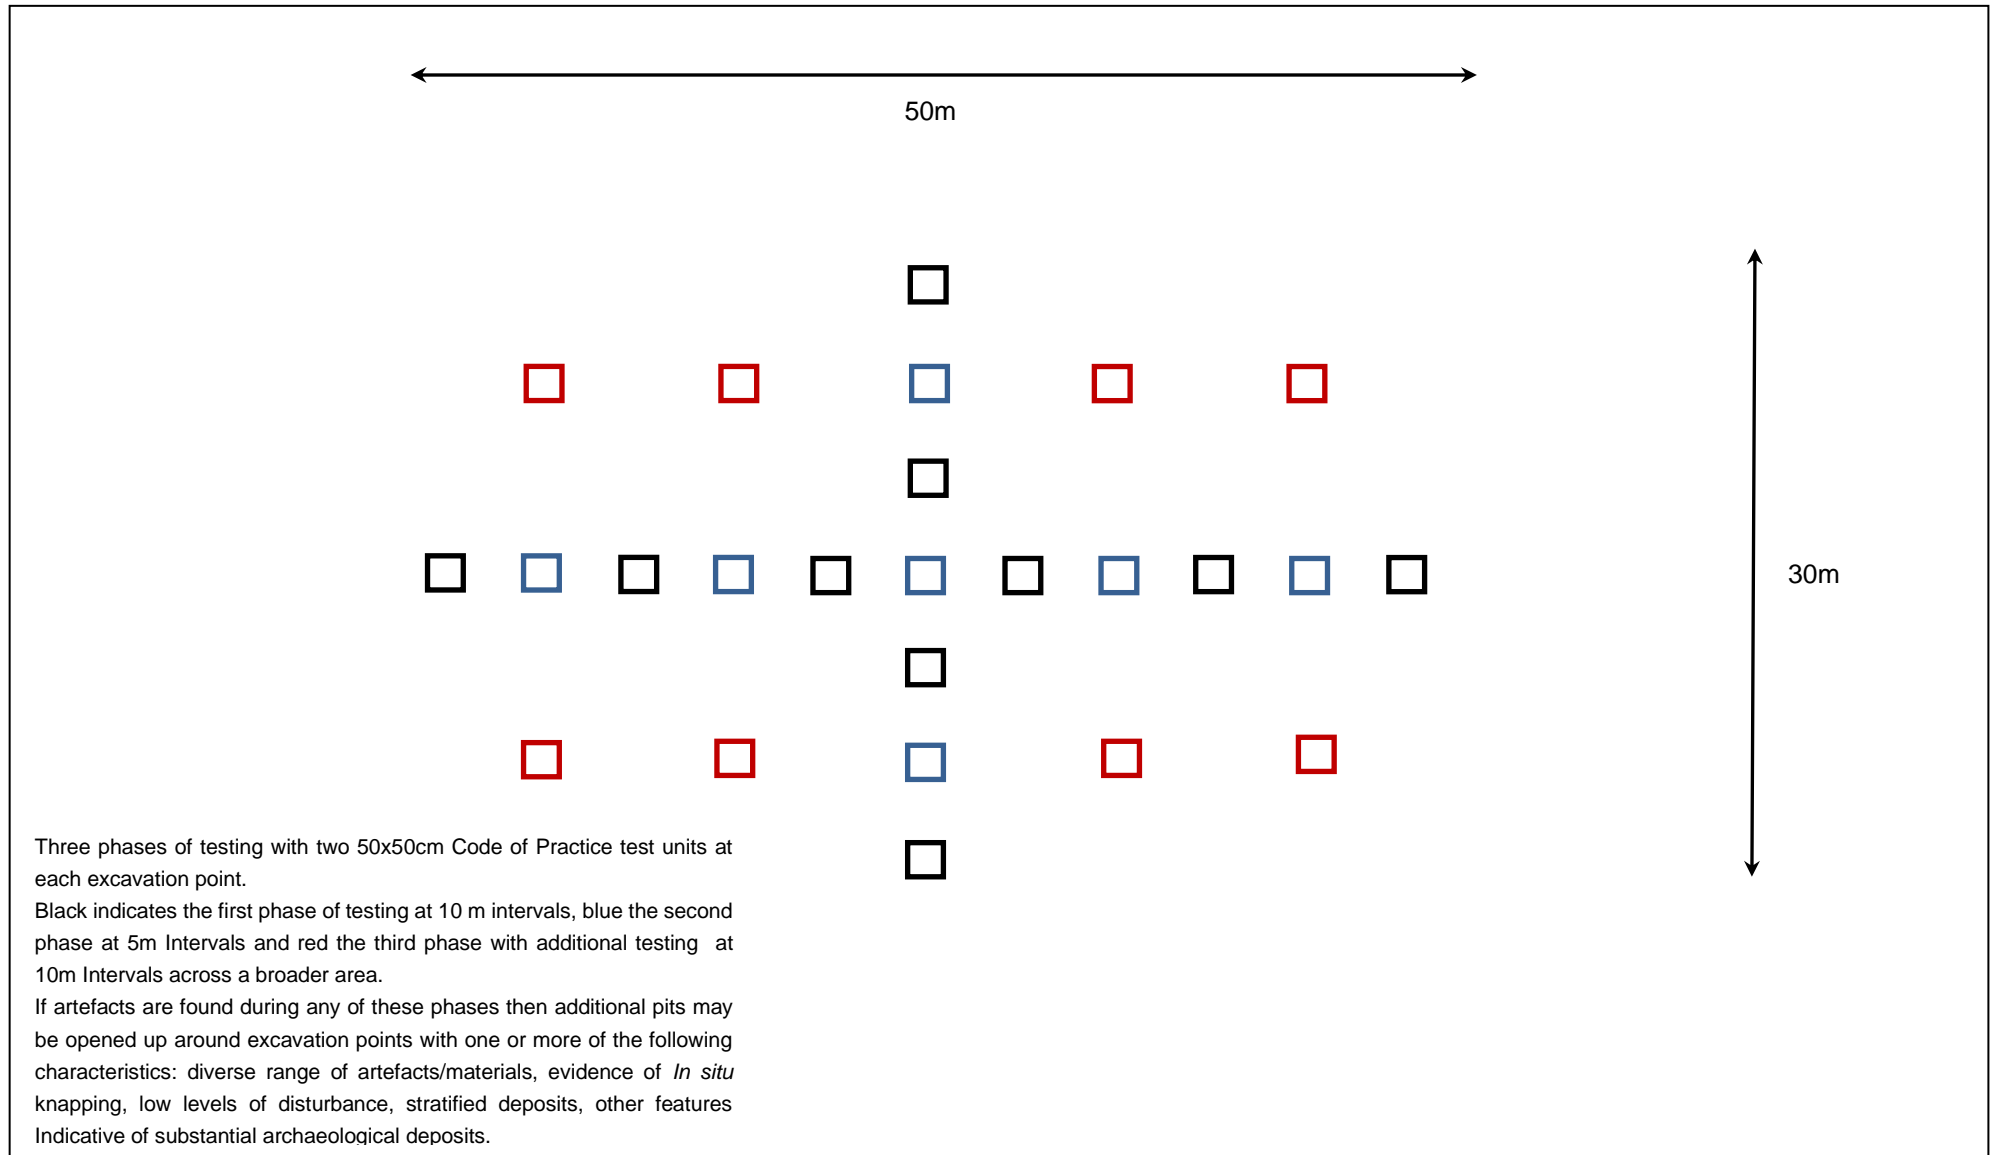 50m
30m
Three phases of testing with two 50x50cm Code of Practice test units at
each excavation point.
Black indicates the first phase of testing at 10 m intervals, blue the second
phase at 5m Intervals and red the third phase with additional testing at
10m Intervals across a broader area.
If artefacts are found during any of these phases then additional pits may
be opened up around excavation points with one or more of the following
characteristics: diverse range of artefacts/materials, evidence of In situ
knapping, low levels of disturbance, stratified deposits, other features
Indicative of substantial archaeological deposits.